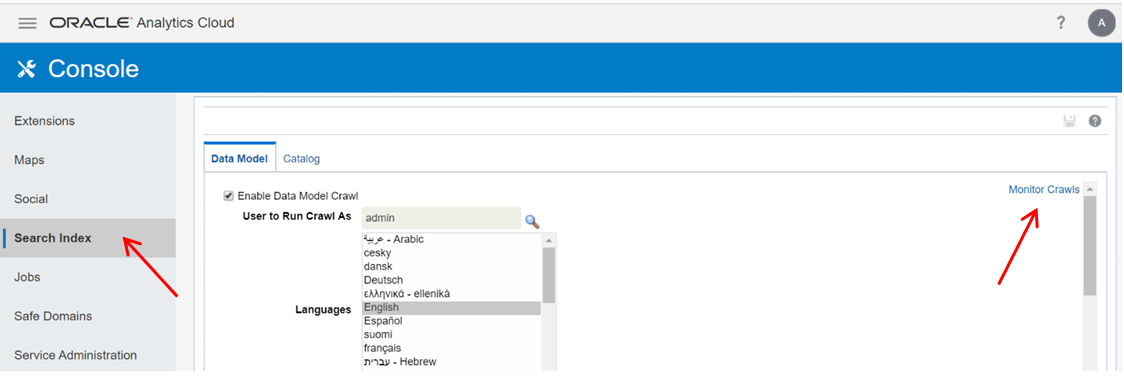 ORACLE Analytics Cloud
?
A
Console
Extensions
Maps
Social
Search Index
Jobs
Safe Domains
Service Administration
?
Data Model
Catalog
Monitor Crawls
Enable Data Model Crawl
User to Run Crawl As
admin
Languages
عربية - Arabic
cesky
dansk
Deutsch
ελληνικά - ellenikà
English
Español
suomi
français
עברית - Hebrew